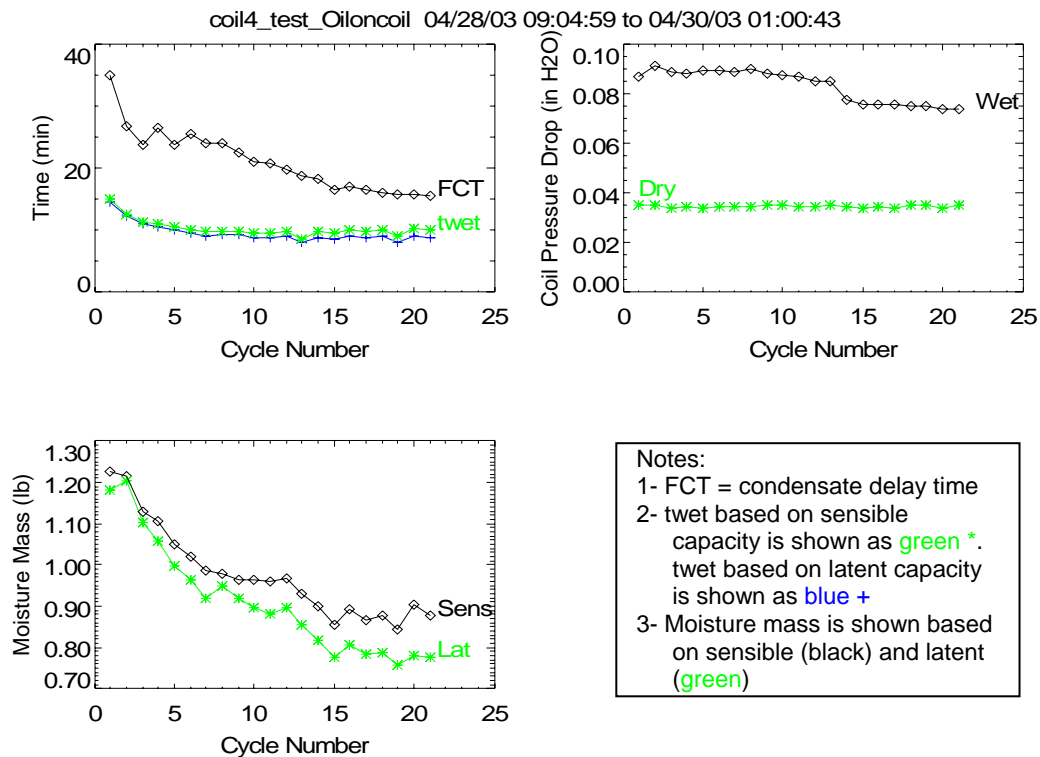 coil4_test_Oiloncoil 04/28/03 09:04:59 to 04/30/03 01:00:43
Time (min)
40
20
0
FCT
twet
0 5 10 15 20 25
Cycle Number
Coil Pressure Drop (in H2O)
0.10
0.08
0.06
0.04
0.02
0.00
Wet
Dry
0 5 10 15 20 25
Cycle Number
Moisture Mass (lb)
1.30
1.20
1.10
1.00
0.90
0.80
0.70
Sens
Lat
0 5 10 15 20 25
Cycle Number
Notes:
1- FCT = condensate delay time
2- twet based on sensible
capacity is shown as green *.
twet based on latent capacity
is shown as blue +
3- Moisture mass is shown based
on sensible (black) and latent
(green)